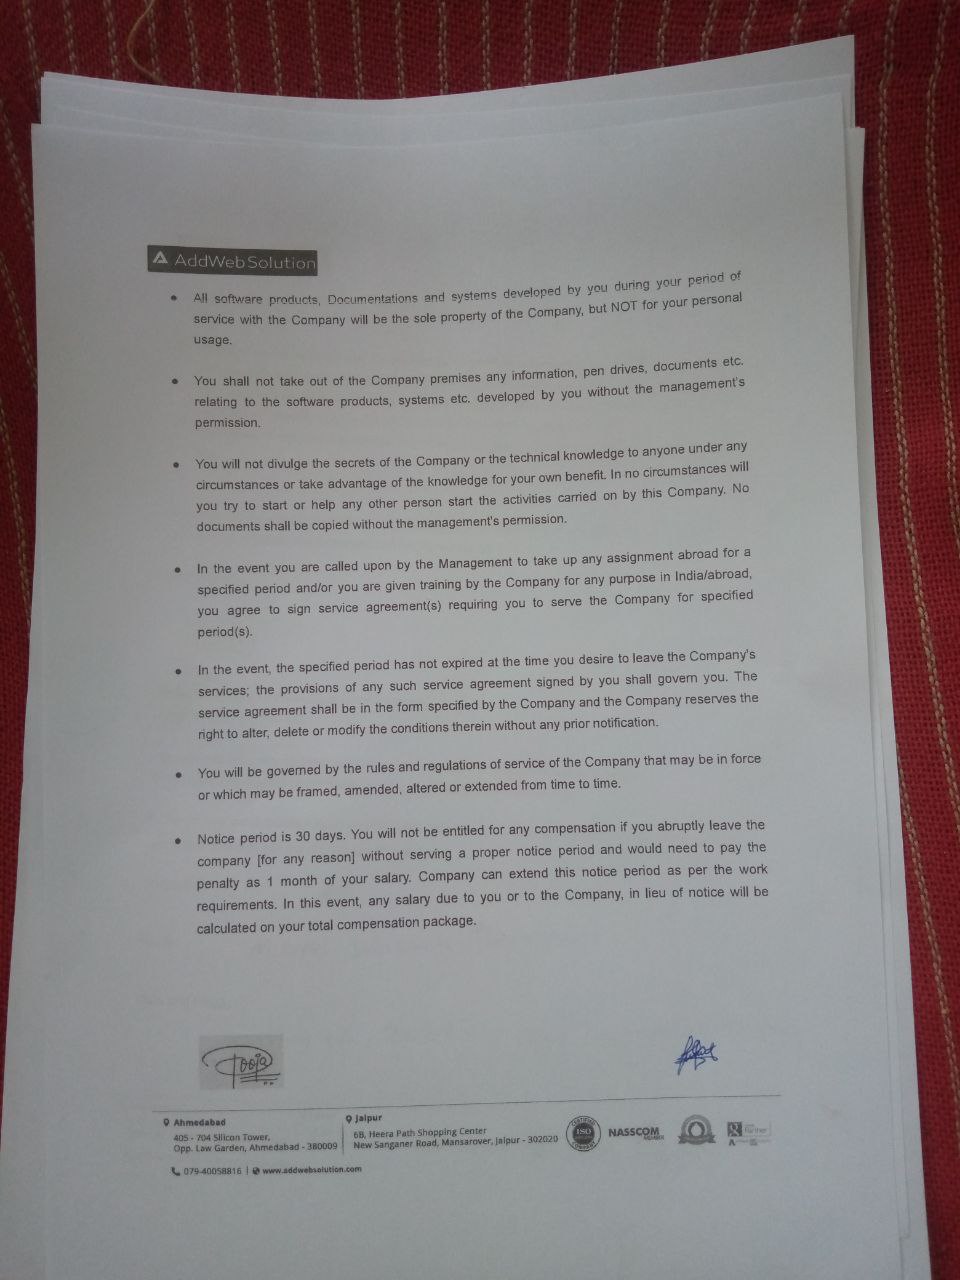 AddWebSolution
• All software products, Documentations and systems developed by you during your period of
service with the Company will be the sole property of the Company, but NOT for your personal
usage.
• You shall not take out of the Company premises any information, pen drives, documents etc.
relating to the software products, systems etc. developed by you without the management's
permission.
• You will not divulge the secrets of the Company or the technical knowledge to anyone under any
circumstances or take advantage of the knowledge for your own benefit. In no circumstances will
you try to start or help any other person start the activities carried on by this Company. No
documents shall be copied without the management's permission.
• In the event you are called upon by the Management to take up any assignment abroad for a
specified period and/or you are given training by the Company for any purpose in India/abroad,
you agree to sign service agreement(s) requiring you to serve the Company for specified
period(s).
• In the event, the specified period has not expired at the time you desire to leave the Company's
services; the provisions of any such service agreement signed by you shall govern you. The
service agreement shall be in the form specified by the Company and the Company reserves the
right to alter, delete or modify the conditions therein without any prior notification.
• You will be governed by the rules and regulations of service of the Company that may be in force
or which may be framed, amended, altered or extended from time to time.
• Notice period is 30 days. You will not be entitled for any compensation if you abruptly leave the
company [for any reason] without serving a proper notice period and would need to pay the
penalty as 1 month of your salary. Company can extend this notice period as per the work
requirements. In this event, any salary due to you or to the Company, in lieu of notice will be
calculated on your total compensation package.
Pooja
Ahmedabad
405 - 704 Silicon Tower,
Opp. Law Garden, Ahmedabad - 380009
Jaipur
6B, Heera Path Shopping Center
New Sanganer Road, Mansarover, Jaipur - 302020
CERTIFIED
ISO
COMPANY
NASSCOM
MEMBER
Partner
079-40058816 | www.addwebsolution.com